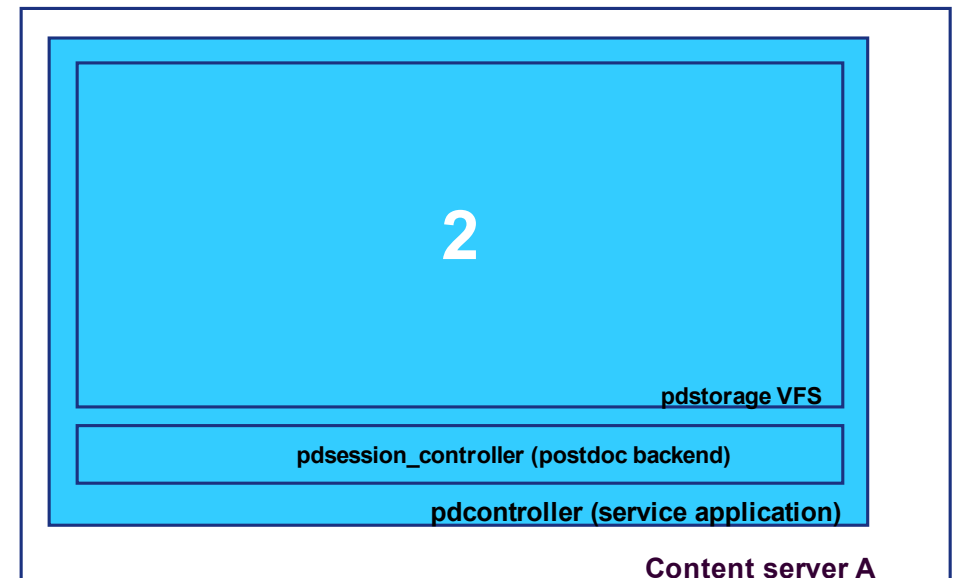 2
pdstorage VFS
pdsession_controller (postdoc backend)
pdcontroller (service application)
Content server A